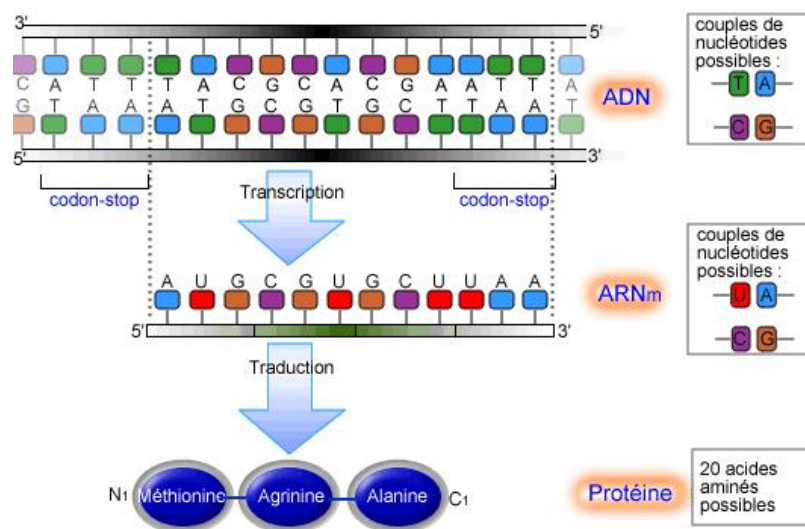 3'
5'
C A T T T A C G C A C G A A T T A
G T A A A T G C G T G C T T A A T
5'
3'
ADN
couples de
nucléotides
possibles :
T A
C G
codon-stop
Transcription
codon-stop
A U G C G U G C U U A A
5'
3'
ARNm
couples de
nucléotides
possibles :
U A
C G
Traduction
N1
Méthionine
Agrinine
Alanine
C1
Protéine
20 acides
aminés
possibles